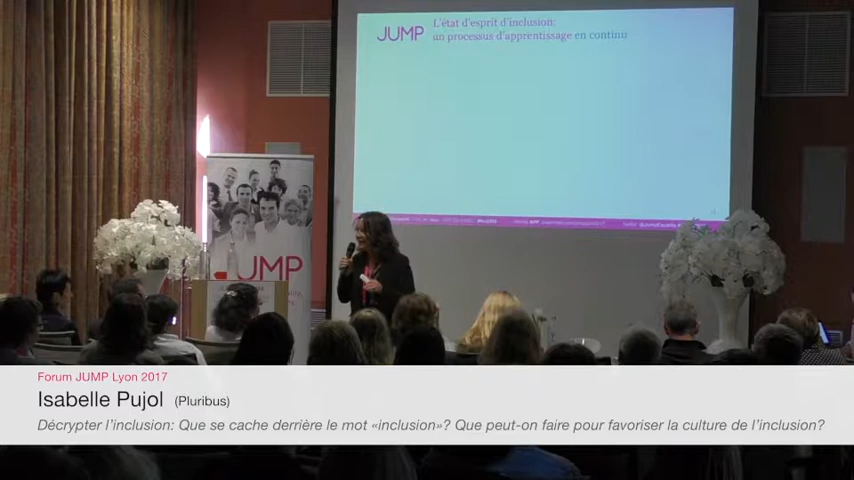 JUMP
L'état d'esprit d'inclusion:
un processus d'apprentissage en continu
JUMP
Forum JUMP Lyon 2017
Isabelle Pujol (Pluribus)
Décrypter l'inclusion: Que se cache derrière le mot «inclusion»? Que peut-on faire pour favoriser la culture de l'inclusion?